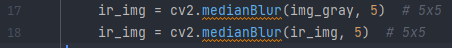 17 ir_img = cv2.medianBlur(img_gray, 5)  # 5x5
18 ir_img = cv2.medianBlur(ir_img, 5)  # 5x5